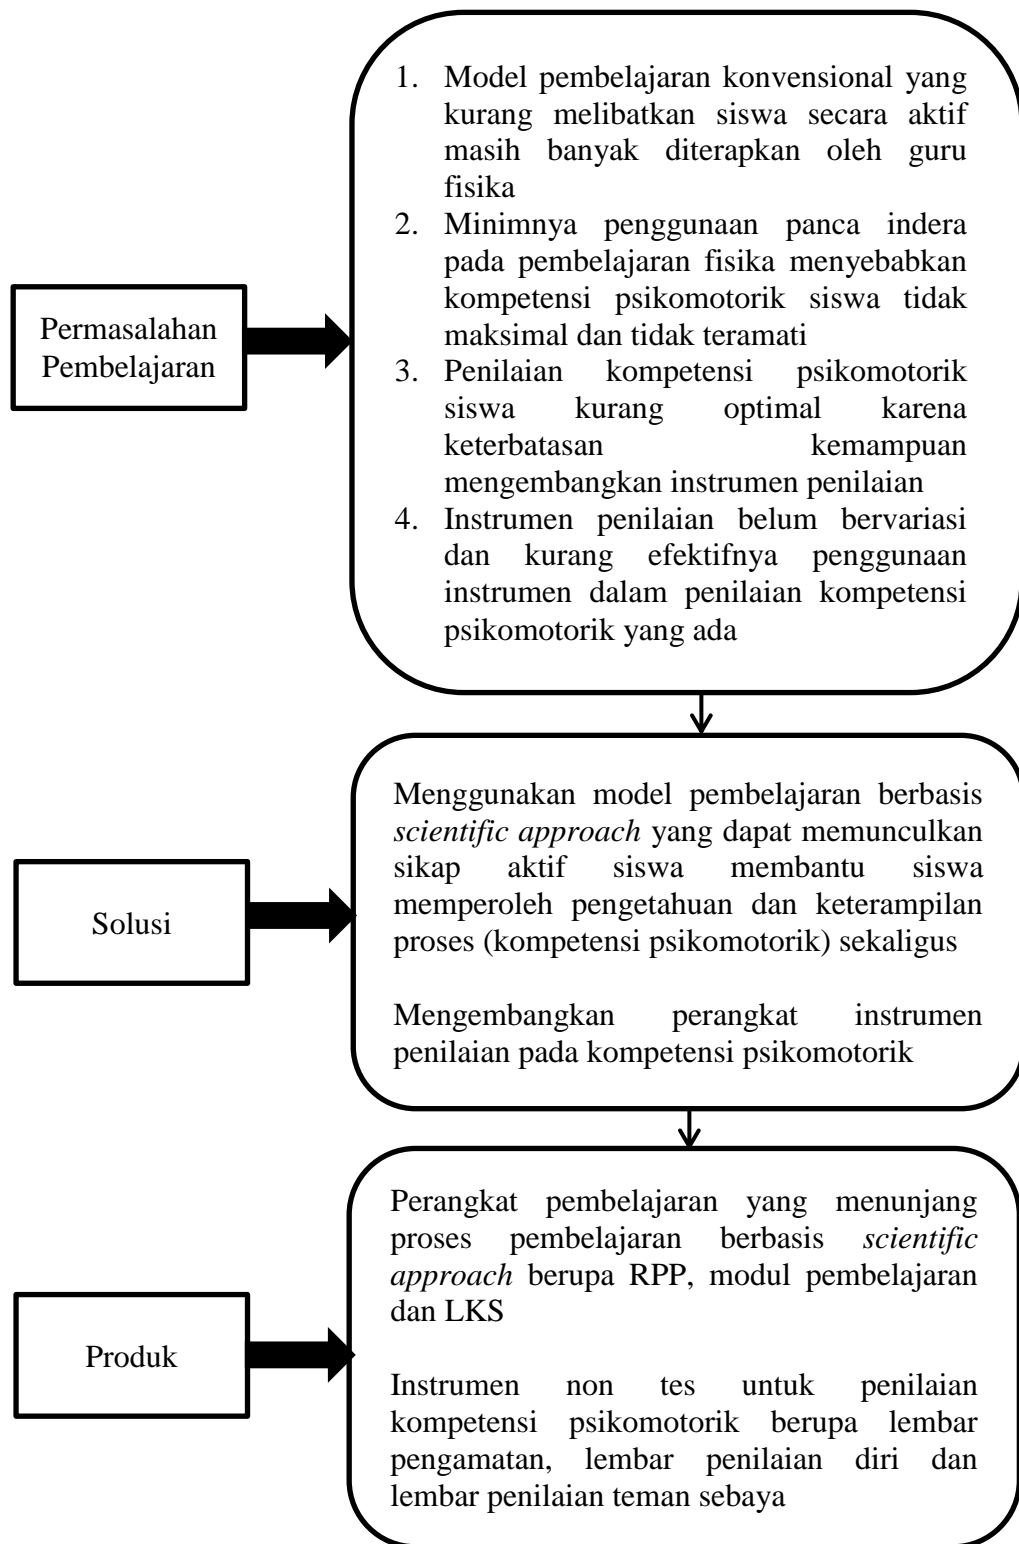 1. Model pembelajaran konvensional yang
kurang melibatkan siswa secara aktif
masih banyak diterapkan oleh guru
fisika
2. Minimnya penggunaan panca indera
pada pembelajaran fisika menyebabkan
kompetensi psikomotorik siswa tidak
maksimal dan tidak teramati
3. Penilaian kompetensi psikomotorik
siswa kurang optimal karena
keterbatasan kemampuan
mengembangkan instrumen penilaian
4. Instrumen penilaian belum bervariasi
dan kurang efektifnya penggunaan
instrumen dalam penilaian kompetensi
psikomotorik yang ada
Permasalahan
Pembelajaran
Menggunakan model pembelajaran berbasis
scientific approach yang dapat memunculkan
sikap aktif siswa membantu siswa
memperoleh pengetahuan dan keterampilan
proses (kompetensi psikomotorik) sekaligus
Mengembangkan perangkat instrumen
penilaian pada kompetensi psikomotorik
Solusi
Perangkat pembelajaran yang menunjang
proses pembelajaran berbasis scientific
approach berupa RPP, modul pembelajaran
dan LKS
Instrumen non tes untuk penilaian
kompetensi psikomotorik berupa lembar
pengamatan, lembar penilaian diri dan
lembar penilaian teman sebaya
Produk